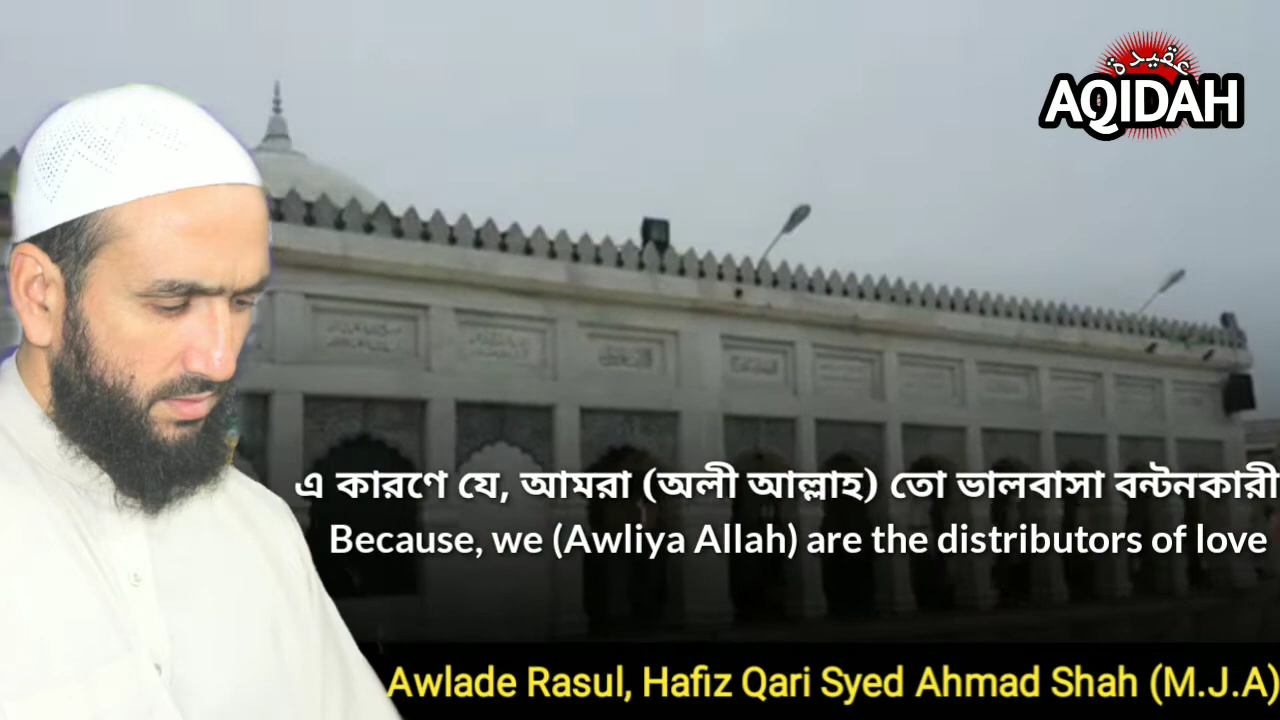 عقيدة
AQIDAH
এ কারণে যে, আমরা (অলী আল্লাহ) তো ভালবাসা বন্টনকারী
Because, we (Awliya Allah) are the distributors of love
Awlade Rasul, Hafiz Qari Syed Ahmad Shah (M.J.A)